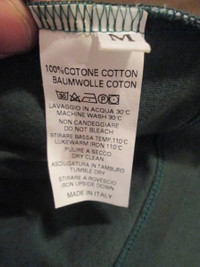 M
100%COTONE COTTON
BAUMWOLLE COTON
LAVAGGIO IN ACQUA 30°C
MACHINE WASH 30°C
NON CANDEGGIARE
DO NOT BLEACH
STIRARE BASSA TEMP.110°C
LUKEWARM IRON 110°C
PULIRE A SECCO
DRY CLEAN
ASCIUGATURA IN TAMBURO
TUMBLE DRY
STIRARE A ROVESCIO
IRON UPSIDE DOWN
MADE IN ITALY